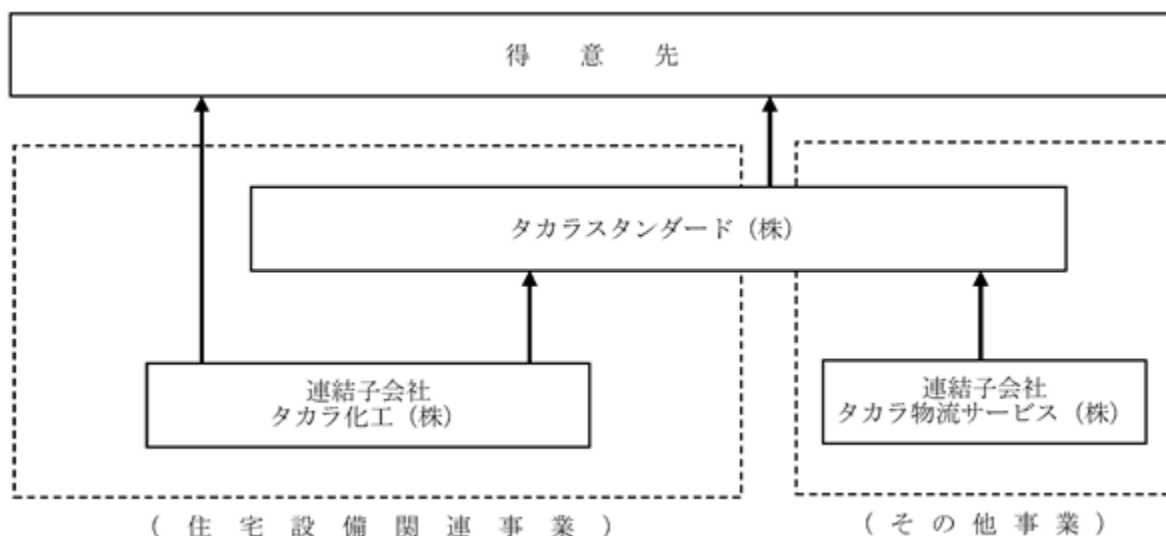 得意先
タカラスタンダード（株）
連結子会社
タカラ化工（株）
連結子会社
タカラ物流サービス（株）
（住宅設備関連事業）
（その他事業）